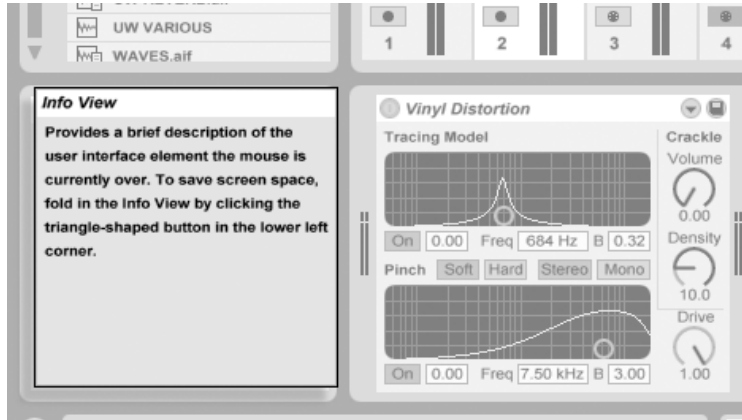 UW VARIOUS
WAVES.aif
1 2 3 4
Info View
Provides a brief description of the
user interface element the mouse is
currently over. To save screen space,
fold in the Info View by clicking the
triangle-shaped button in the lower left
corner.
Vinyl Distortion
Tracing Model
Crackle
Volume
0.00
On 0.00 Freq 684 Hz B 0.32
Density
Pinch Soft Hard Stereo Mono
10.0
Drive
On 0.00 Freq 7.50 kHz B 3.00
1.00